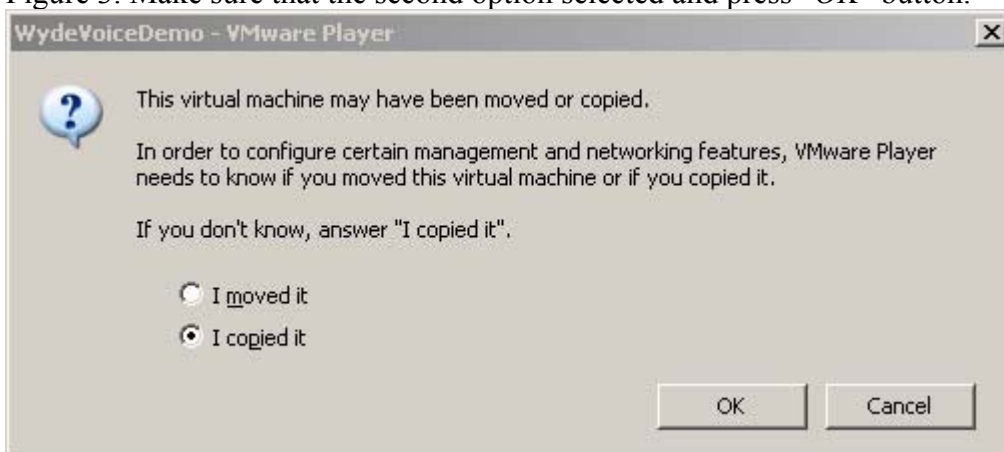 Figure 3. Make sure that the second option selected and press "OK" button.
WydeVoiceDemo - VMware Player
This virtual machine may have been moved or copied.
In order to configure certain management and networking features, VMware Player
needs to know if you moved this virtual machine or if you copied it.
If you don't know, answer "I copied it".
I moved it
I copied it
OK Cancel